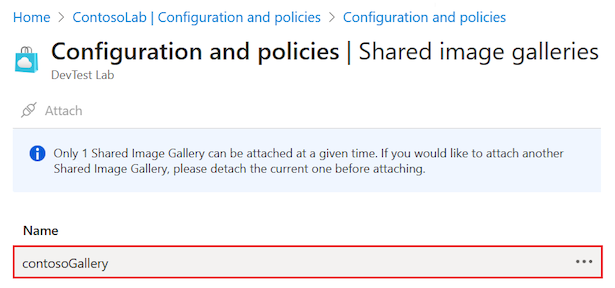 Home > ContosoLab | Configuration and policies > Configuration and policies
Configuration and policies | Shared image galleries
DevTest Lab
Attach
Only 1 Shared Image Gallery can be attached at a given time. If you would like to attach another
Shared Image Gallery, please detach the current one before attaching.
Name
contosoGallery